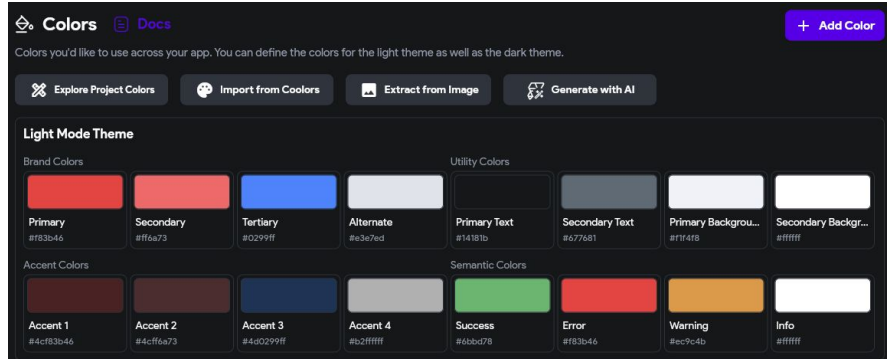 Colors Docs + Add Color
Colors you'd like to use across your app. You can define the colors for the light theme as well as the dark theme.
Explore Project Colors Import from Coolors Extract from Image Generate with AI
Light Mode Theme
Brand Colors Utility Colors
Primary Secondary Tertiary Alternate Primary Text Secondary Text Primary Backgrou... Secondary Backgr...
#f83b46 #ff6a73 #0299ff #e3e7ed #14181b #677681 #f1f4f8 #ffffff
Accent Colors Semantic Colors
Accent 1 Accent 2 Accent 3 Accent 4 Success Error Warning Info
#4cf83b46 #4cff6a73 #4d0299ff #b2ffffff #6bbd78 #f83b46 #ec9c4b #ffffff